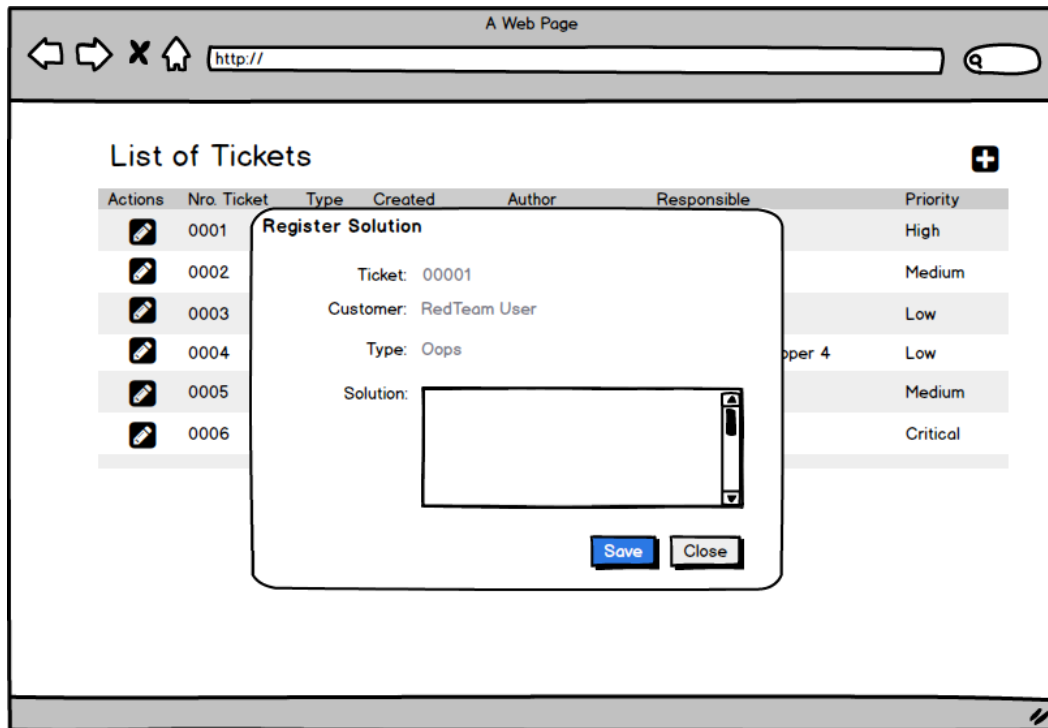 A Web Page
http://
List of Tickets
Actions Nro. Ticket Type Created Author Responsible Priority
0001 High
0002 Medium
0003 Low
0004 Low
0005 Medium
0006 Critical
Register Solution
Ticket: 00001
Customer: RedTeam User
Type: Oops
Solution:
Save Close